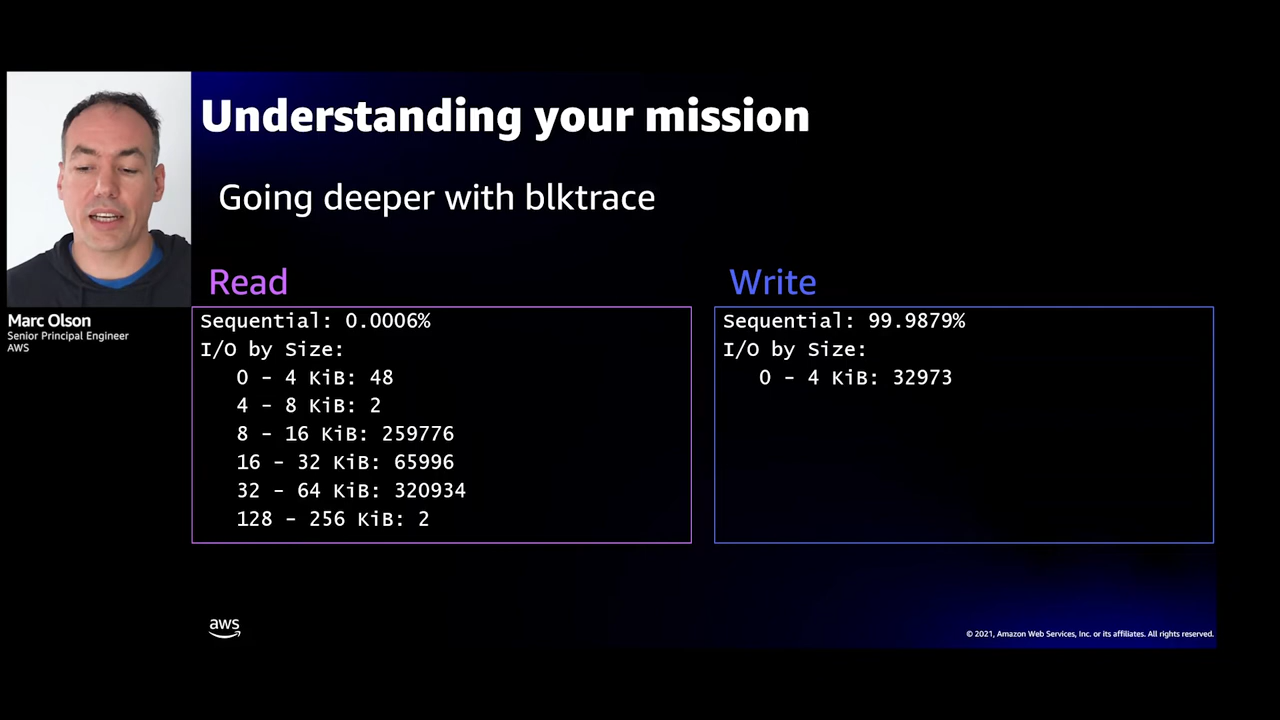 Understanding your mission
Going deeper with blktrace
Marc Olson
Senior Principal Engineer
AWS
Read
Sequential: 0.0006%
I/O by Size:
0 - 4 KiB: 48
4 - 8 KiB: 2
8 - 16 KiB: 259776
16 - 32 KiB: 65996
32 - 64 KiB: 320934
128 - 256 KiB: 2
Write
Sequential: 99.9879%
I/O by Size:
0 - 4 KiB: 32973
aws
© 2021, Amazon Web Services, Inc. or its affiliates. All rights reserved.